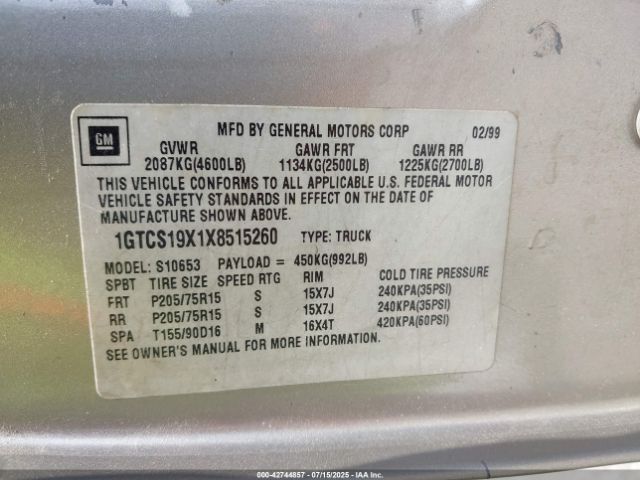 GM
MFD BY GENERAL MOTORS CORP 02/99
GVWR GAWR FRT GAWR RR
2087KG(4600LB) 1134KG(2500LB) 1225KG(2700LB)
THIS VEHICLE CONFORMS TO ALL APPLICABLE U.S. FEDERAL MOTOR
VEHICLE SAFETY STANDARDS IN EFFECT ON THE DATE OF
MANUFACTURE SHOWN ABOVE.
1GTCS19X1X8515260 TYPE: TRUCK
MODEL: S10653 PAYLOAD = 450KG(992LB)
SPBT TIRE SIZE SPEED RTG RIM COLD TIRE PRESSURE
FRT P205/75R15 S 15X7J 240KPA(35PSI)
RR P205/75R15 S 15X7J 240KPA(35PSI)
SPA T155/90D16 M 16X4T 420KPA(60PSI)
SEE OWNER'S MANUAL FOR MORE INFORMATION.
000-42744857 07/15/2025 IAAI.COM